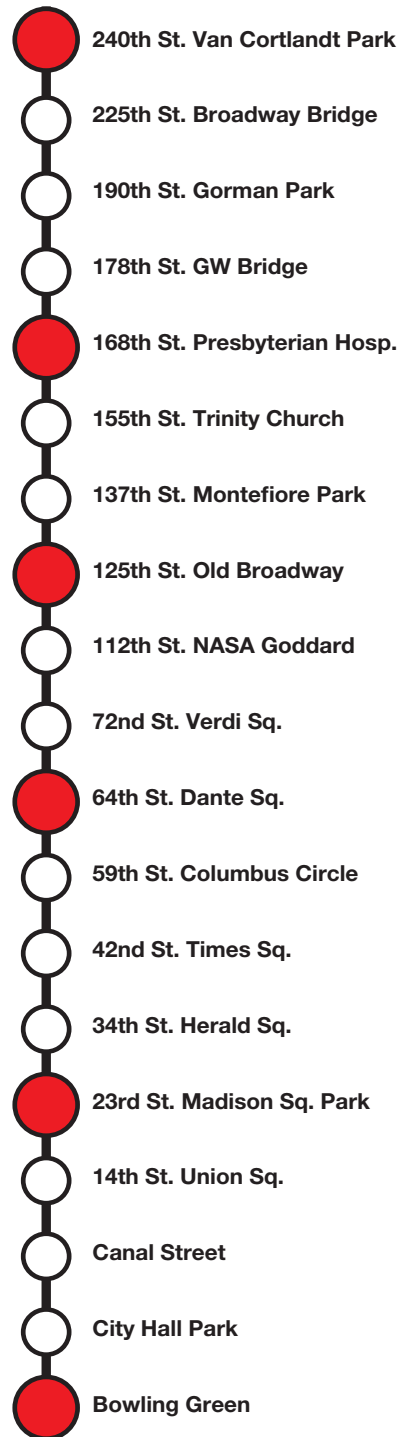 240th St. Van Cortlandt Park
225th St. Broadway Bridge
190th St. Gorman Park
178th St. GW Bridge
168th St. Presbyterian Hosp.
155th St. Trinity Church
137th St. Montefiore Park
125th St. Old Broadway
112th St. NASA Goddard
72nd St. Verdi Sq.
64th St. Dante Sq.
59th St. Columbus Circle
42nd St. Times Sq.
34th St. Herald Sq.
23rd St. Madison Sq. Park
14th St. Union Sq.
Canal Street
City Hall Park
Bowling Green